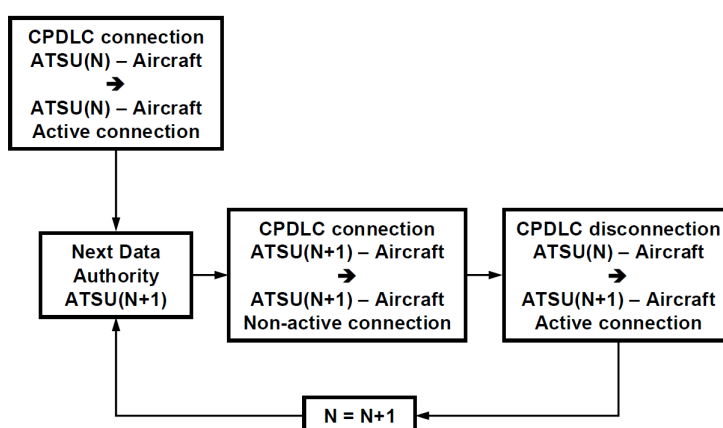 CPDLC connection
ATSU(N) – Aircraft
➔
ATSU(N) – Aircraft
Active connection
Next Data
Authority
ATSU(N+1)
CPDLC connection
ATSU(N+1) – Aircraft
➔
ATSU(N+1) – Aircraft
Non-active connection
CPDLC disconnection
ATSU(N) – Aircraft
➔
ATSU(N+1) – Aircraft
Active connection
N = N+1